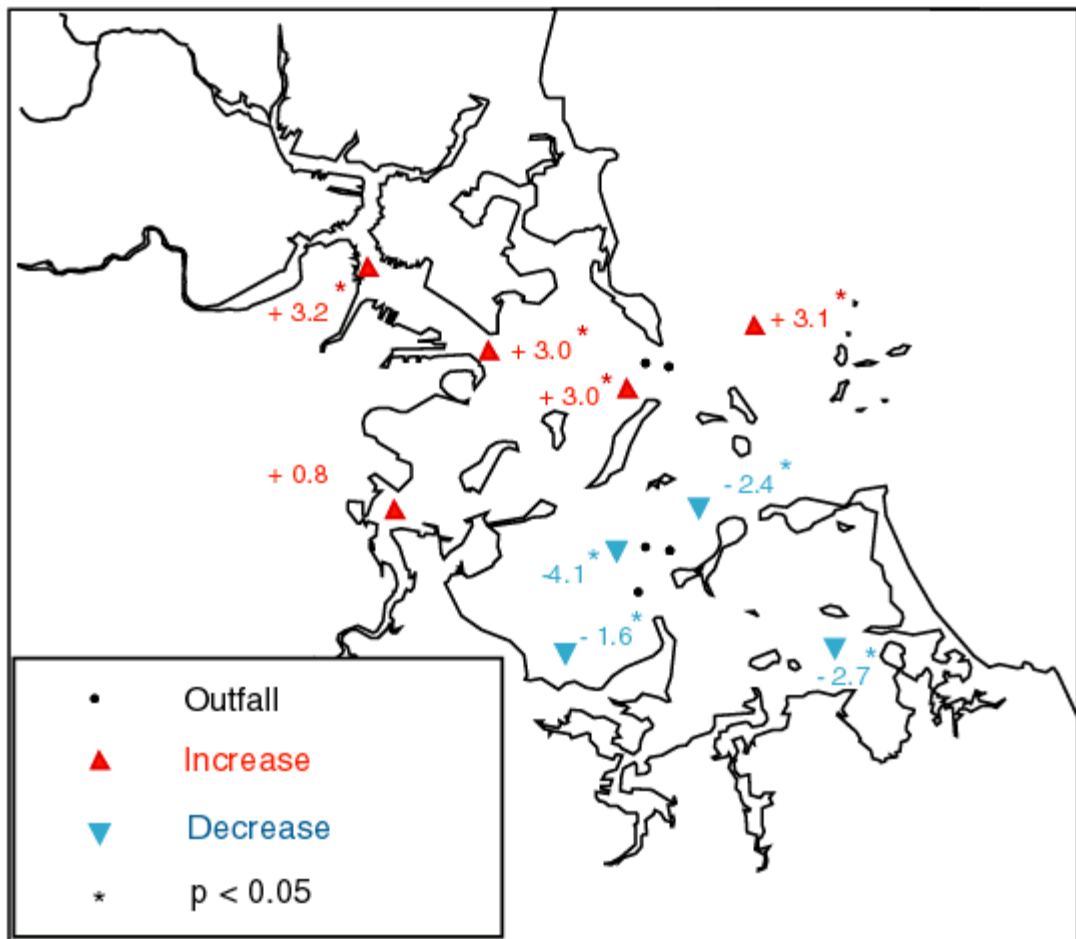 + 3.2 *
+ 3.0 *
+ 3.1 *
+ 3.0 *
+ 0.8
- 2.4 *
-4.1 *
- 1.6 *
- 2.7 *
Outfall
Increase
Decrease
* p < 0.05